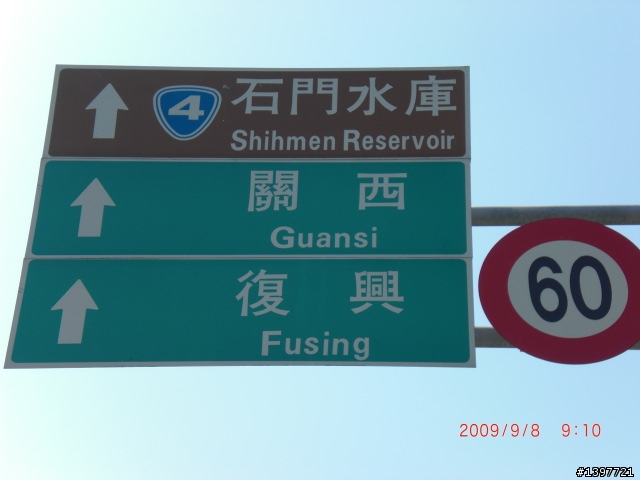 4 石門水庫
Shihmen Reservoir
關 西
Guansi
復 興
Fusing
60
2009/9/8 9:10
#1397721